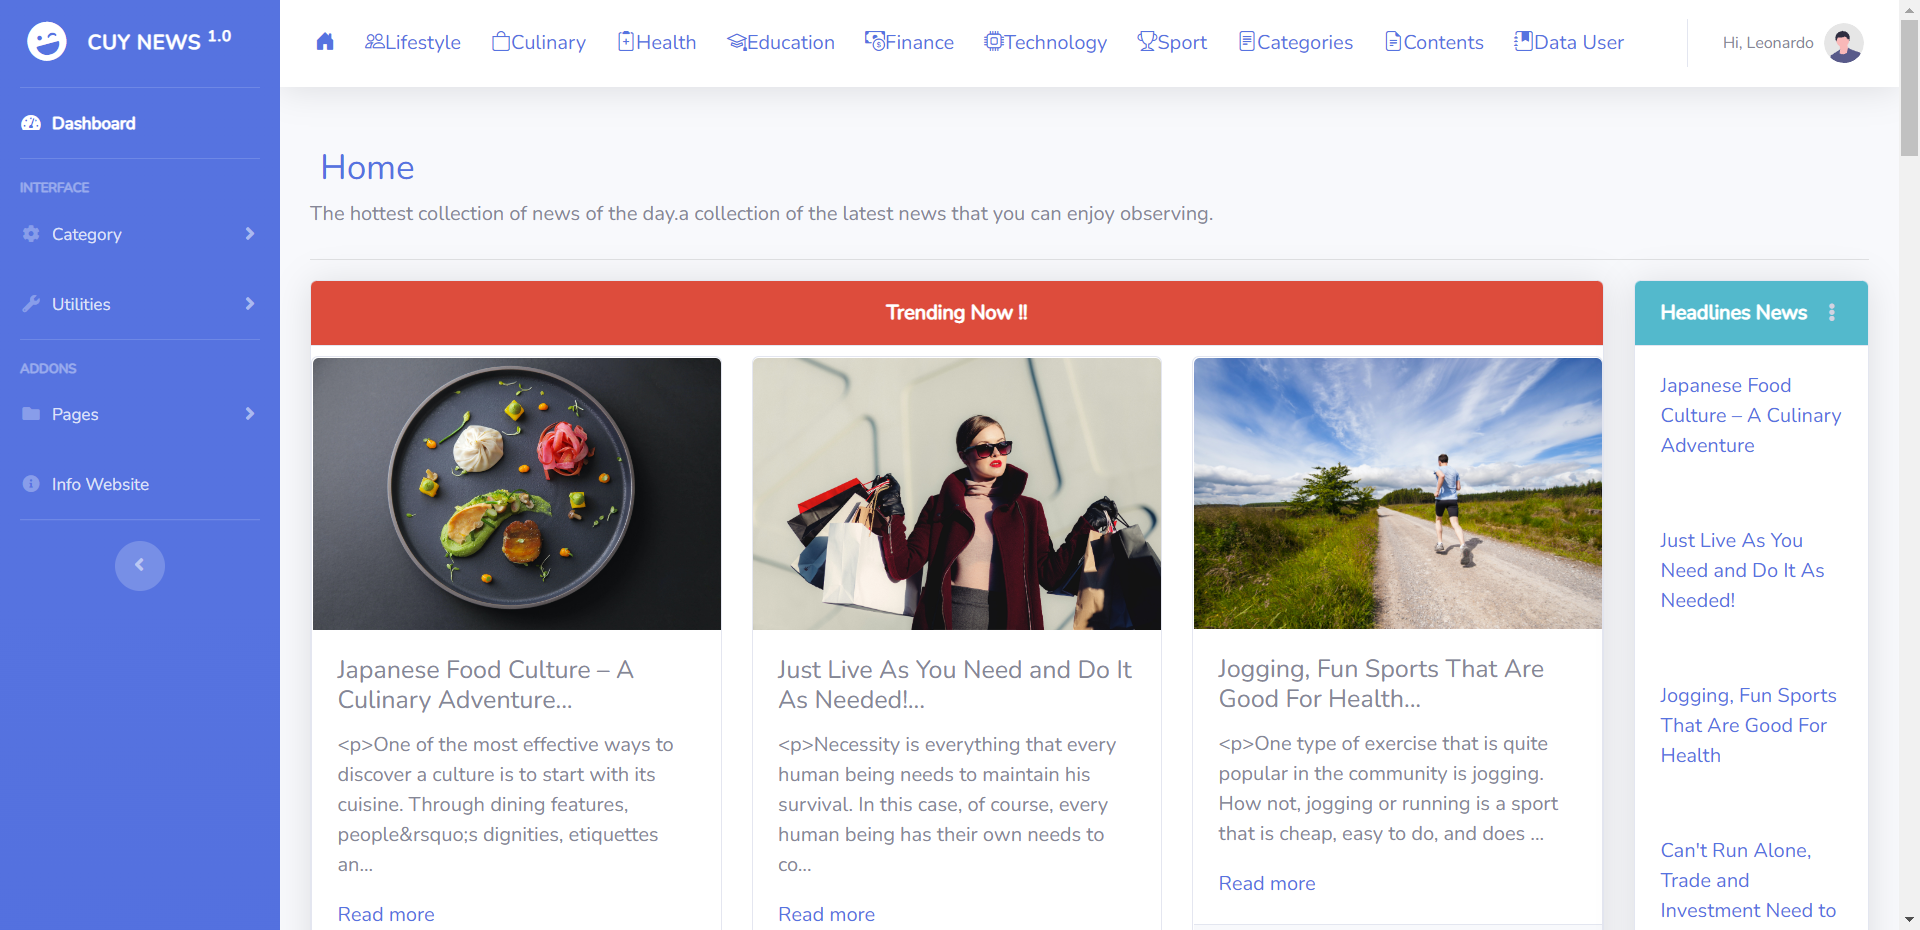 CUY NEWS 1.0
Dashboard
INTERFACE
Category
Utilities
ADDONS
Pages
Info Website
Lifestyle Culinary Health Education Finance Technology Sport Categories Contents Data User
Hi, Leonardo
Home
The hottest collection of news of the day.a collection of the latest news that you can enjoy observing.
Trending Now !!
Japanese Food Culture – A
Culinary Adventure...
<p>One of the most effective ways to
discover a culture is to start with its
cuisine. Through dining features,
people&rsquo;s dignities, etiquettes
an...
Read more
Just Live As You Need and Do It
As Needed!...
<p>Necessity is everything that every
human being needs to maintain his
survival. In this case, of course, every
human being has their own needs to
co...
Read more
Jogging, Fun Sports That Are
Good For Health...
<p>One type of exercise that is quite
popular in the community is jogging.
How not, jogging or running is a sport
that is cheap, easy to do, and does ...
Read more
Headlines News
Japanese Food
Culture – A Culinary
Adventure
Just Live As You
Need and Do It As
Needed!
Jogging, Fun Sports
That Are Good For
Health
Can't Run Alone,
Trade and
Investment Need to